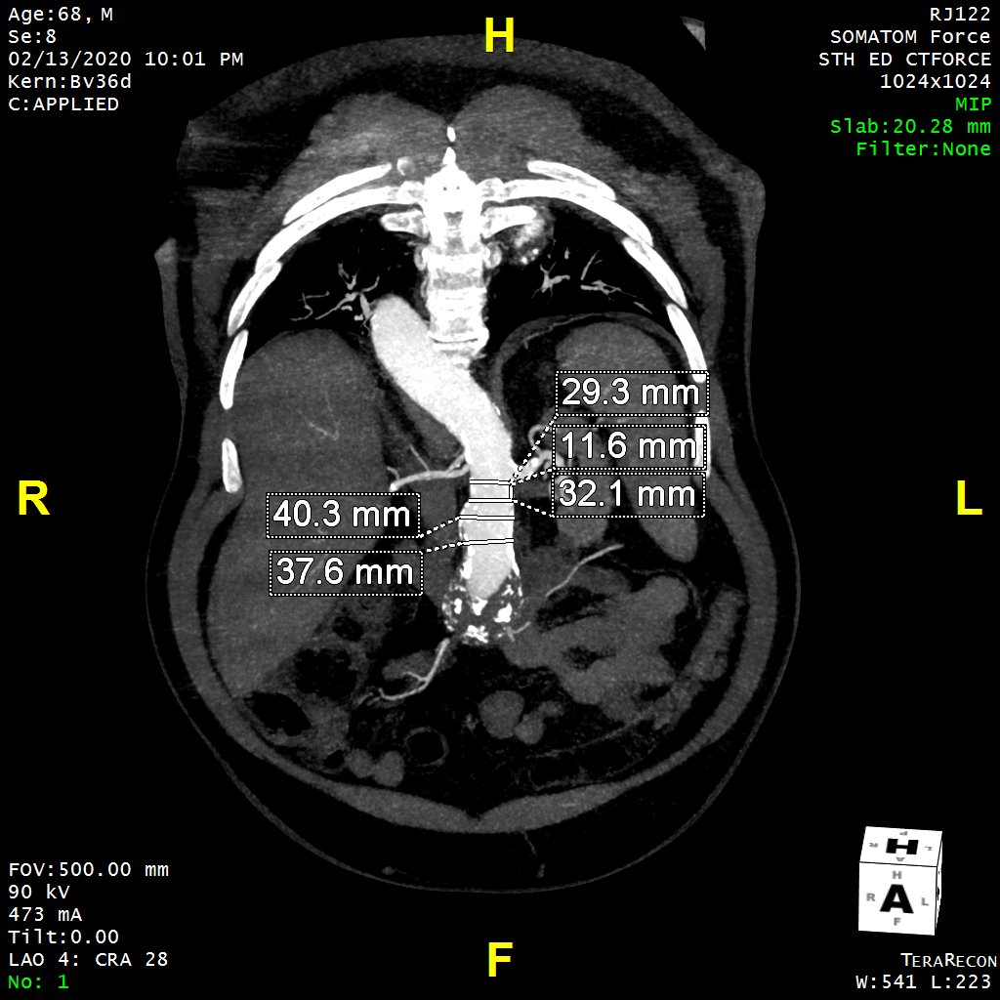 Age:68, M
Se:8
02/13/2020 10:01 PM
Kern:Bv36d
C:APPLIED
H
RJ122
SOMATOM Force
STH ED CTFORCE
1024x1024
MIP
Slab:20.28 mm
Filter:None
29.3 mm
11.6 mm
32.1 mm
40.3 mm
37.6 mm
R
L
FOV:500.00 mm
90 kV
473 mA
Tilt:0.00
LAO 4: CRA 28
No: 1
F
H
P
R
L
A
H
R
A
L
F
TERARECON
W:541 L:223